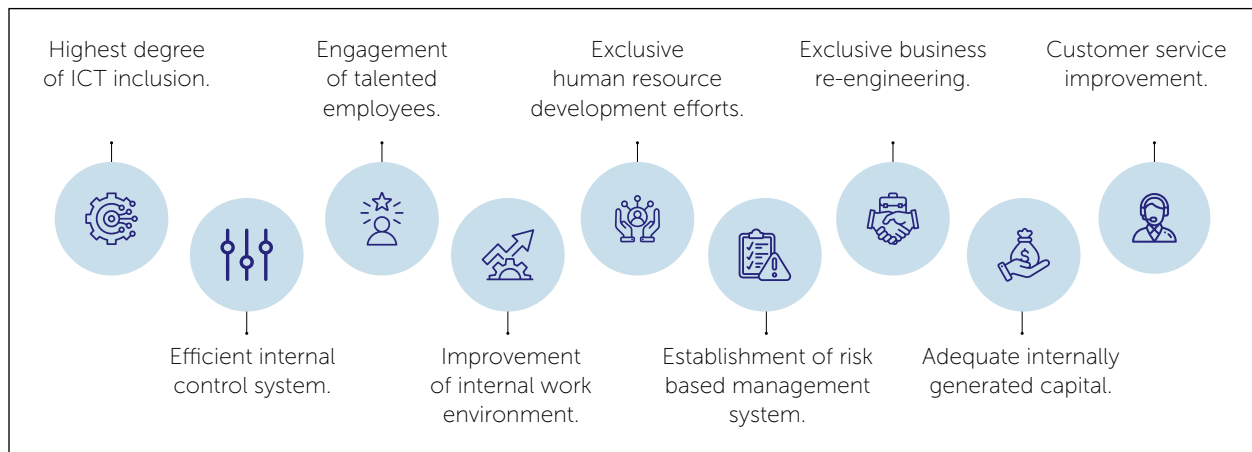 Highest degree
of ICT inclusion.
Engagement
of talented
employees.
Exclusive
human resource
development efforts.
Exclusive business
re-engineering.
Customer service
improvement.
Efficient internal
control system.
Improvement
of internal work
environment.
Establishment of risk
based management
system.
Adequate internally
generated capital.